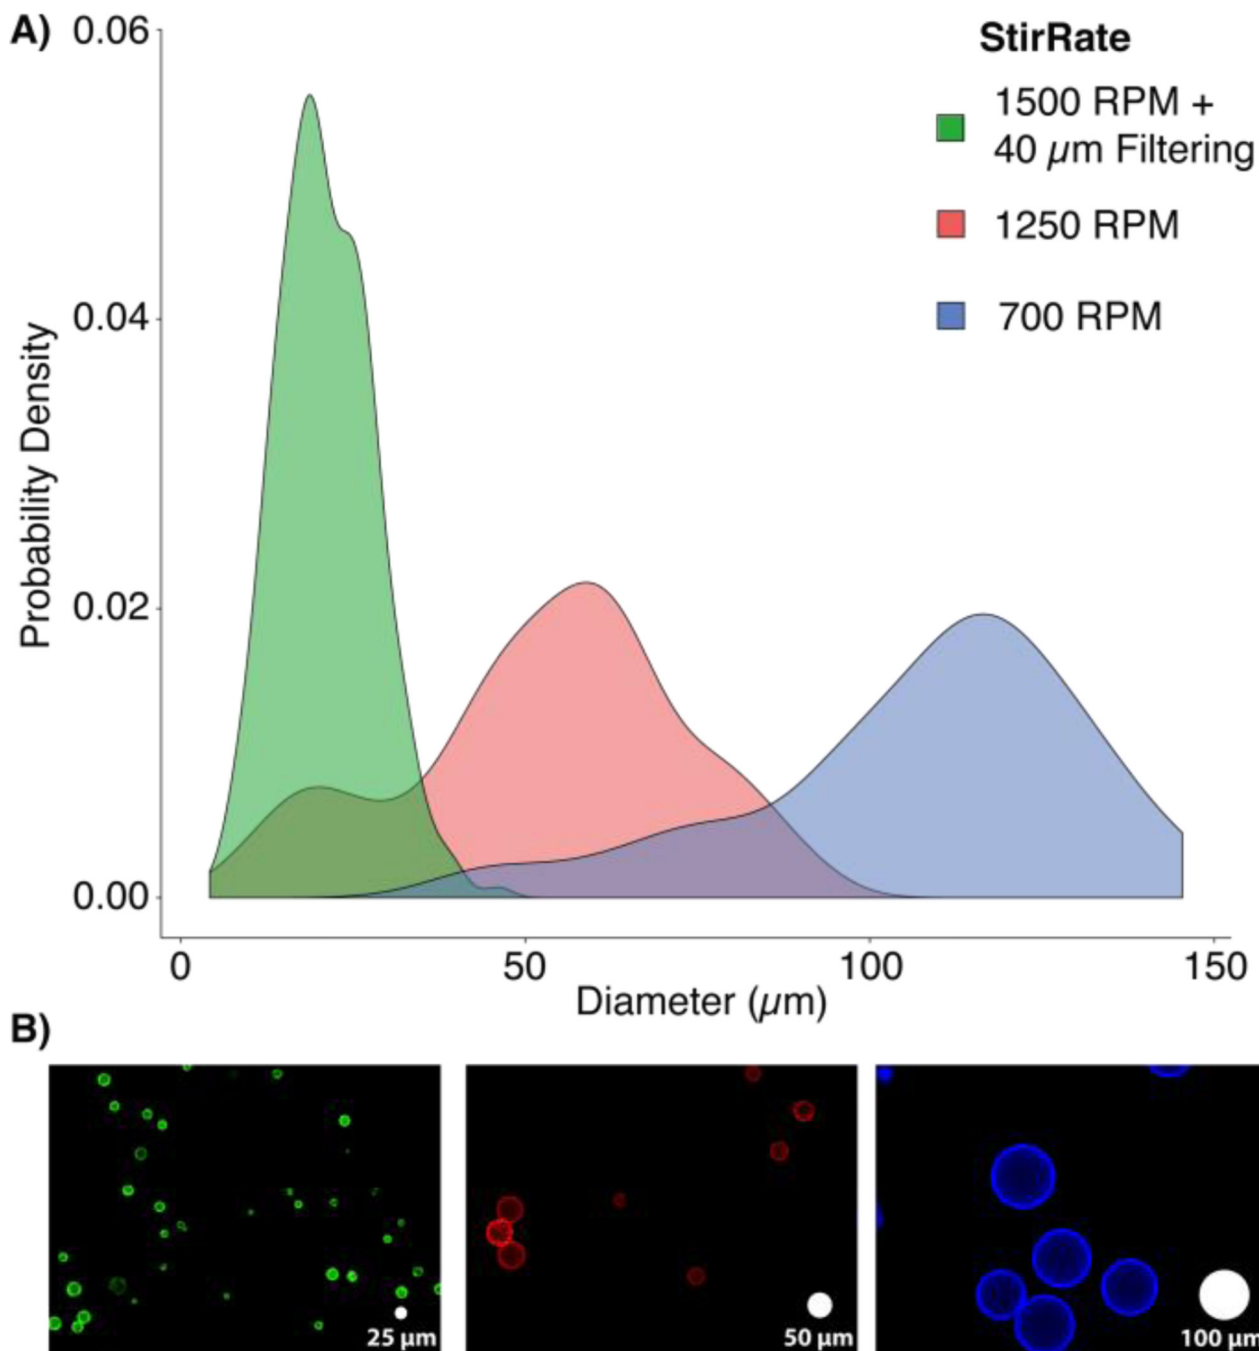 A)
0.06
0.04
0.02
0.00
Probability Density
0
50
100
150
Diameter (µm)
StirRate
1500 RPM +
40 µm Filtering
1250 RPM
700 RPM
B)
25 µm
50 µm
100 µm